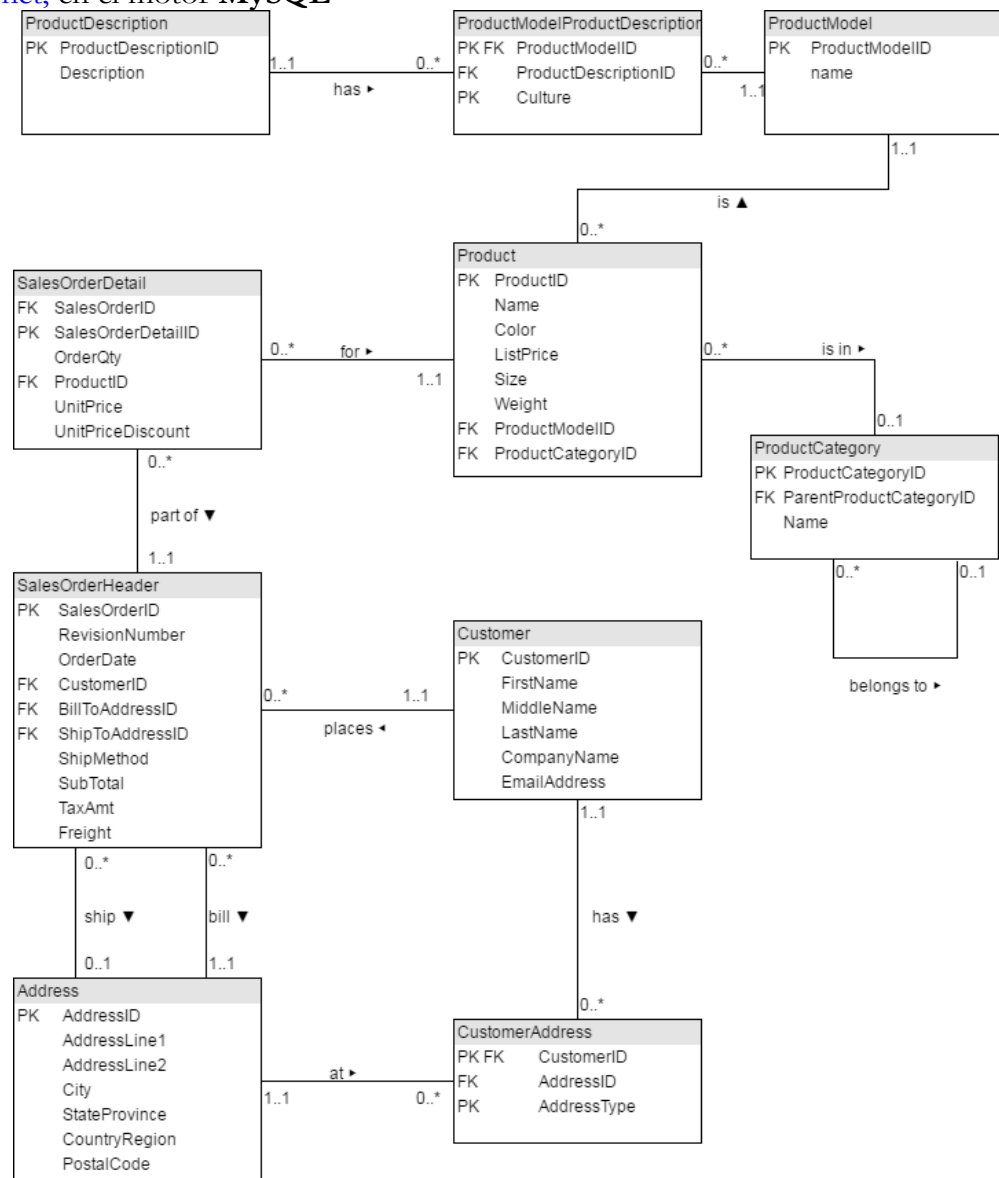 net, en el motor MySQL
ProductDescription
PK ProductDescriptionID
Description
1..1
has ►
0..*
ProductModelProductDescription
PK FK ProductModelID
FK ProductDescriptionID
PK Culture
0..*
1..1
ProductModel
PK ProductModelID
name
1..1
is ▲
0..*
Product
PK ProductID
Name
Color
ListPrice
Size
Weight
FK ProductModelID
FK ProductCategoryID
SalesOrderDetail
FK SalesOrderID
PK SalesOrderDetailID
OrderQty
FK ProductID
UnitPrice
UnitPriceDiscount
0..*
for ►
1..1
0..*
is in ►
0..1
ProductCategory
PK ProductCategoryID
FK ParentProductCategoryID
Name
0..*
0..1
belongs to ►
0..*
part of ▼
1..1
SalesOrderHeader
PK SalesOrderID
RevisionNumber
OrderDate
FK CustomerID
FK BillToAddressID
FK ShipToAddressID
ShipMethod
SubTotal
TaxAmt
Freight
0..*
places ◄
1..1
Customer
PK CustomerID
FirstName
MiddleName
LastName
CompanyName
EmailAddress
1..1
has ▼
0..*
0..*
ship ▼
0..1
0..*
bill ▼
1..1
Address
PK AddressID
AddressLine1
AddressLine2
City
StateProvince
CountryRegion
PostalCode
1..1
at ►
0..*
CustomerAddress
PK FK CustomerID
FK AddressID
PK AddressType